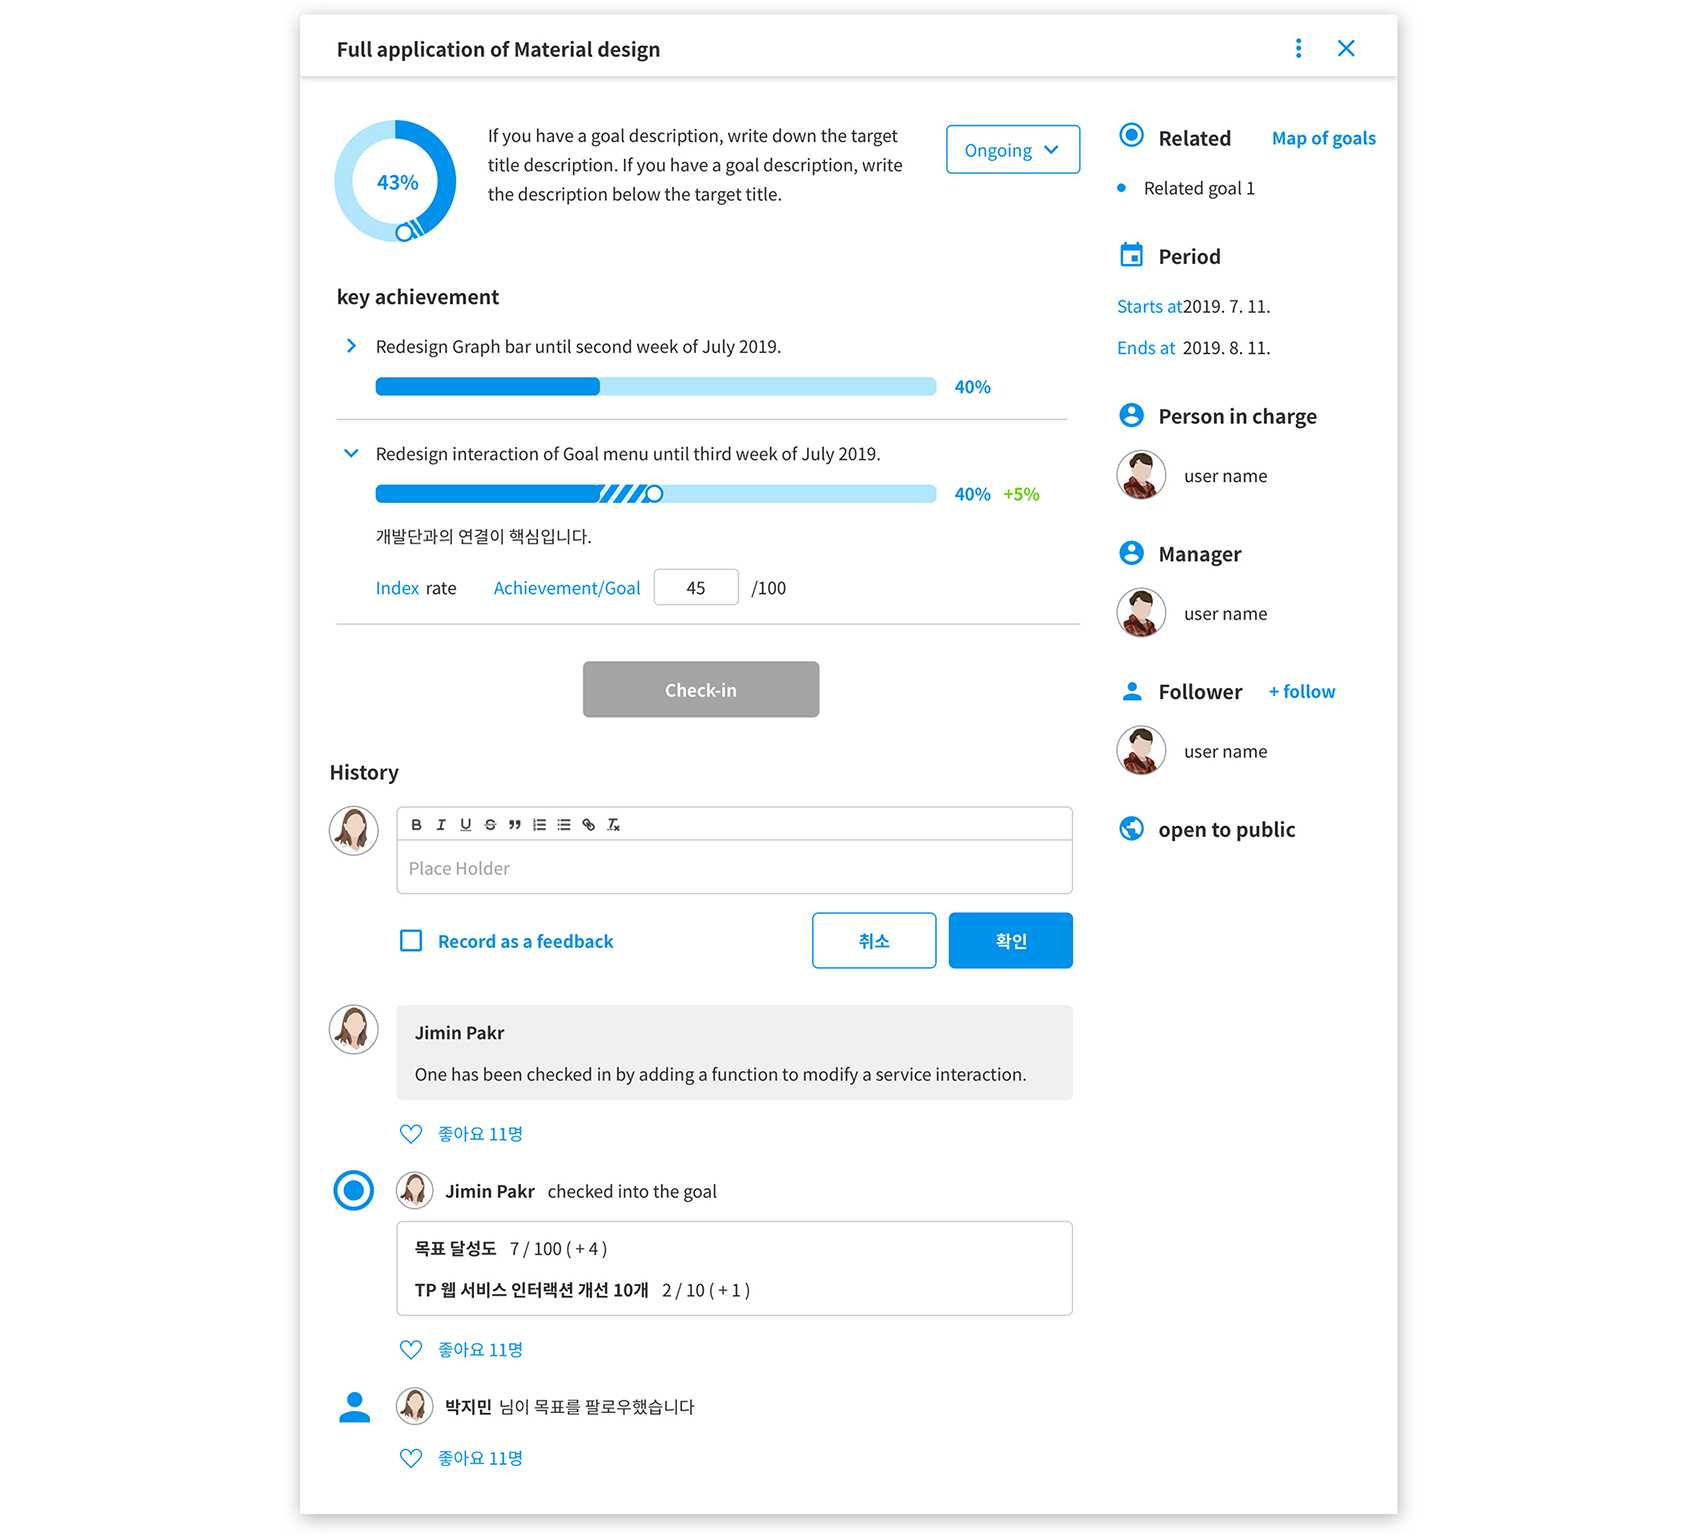 Full application of Material design
43%
If you have a goal description, write down the target
title description. If you have a goal description, write
the description below the target title.
Ongoing
key achievement
Redesign Graph bar until second week of July 2019.
40%
Redesign interaction of Goal menu until third week of July 2019.
40% +5%
개발단과의 연결이 핵심입니다.
Index rate Achievement/Goal 45 /100
Check-in
History
B I U S
Place Holder
Record as a feedback
취소
확인
Jimin Pakr
One has been checked in by adding a function to modify a service interaction.
좋아요 11명
Jimin Pakr checked into the goal
목표 달성도 7 / 100 ( + 4 )
TP 웹 서비스 인터랙션 개선 10개 2 / 10 ( + 1 )
좋아요 11명
박지민 님이 목표를 팔로우했습니다
좋아요 11명
Related Map of goals
Related goal 1
Period
Starts at2019. 7. 11.
Ends at 2019. 8. 11.
Person in charge
user name
Manager
user name
Follower + follow
user name
open to public